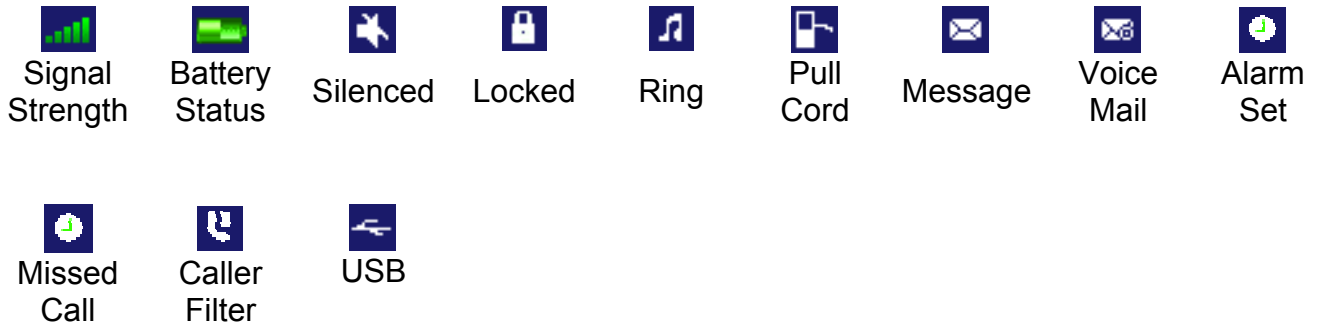 Signal Strength
Battery Status
Silenced
Locked
Ring
Pull Cord
Message
Voice Mail
Alarm Set
Missed Call
Caller Filter
USB